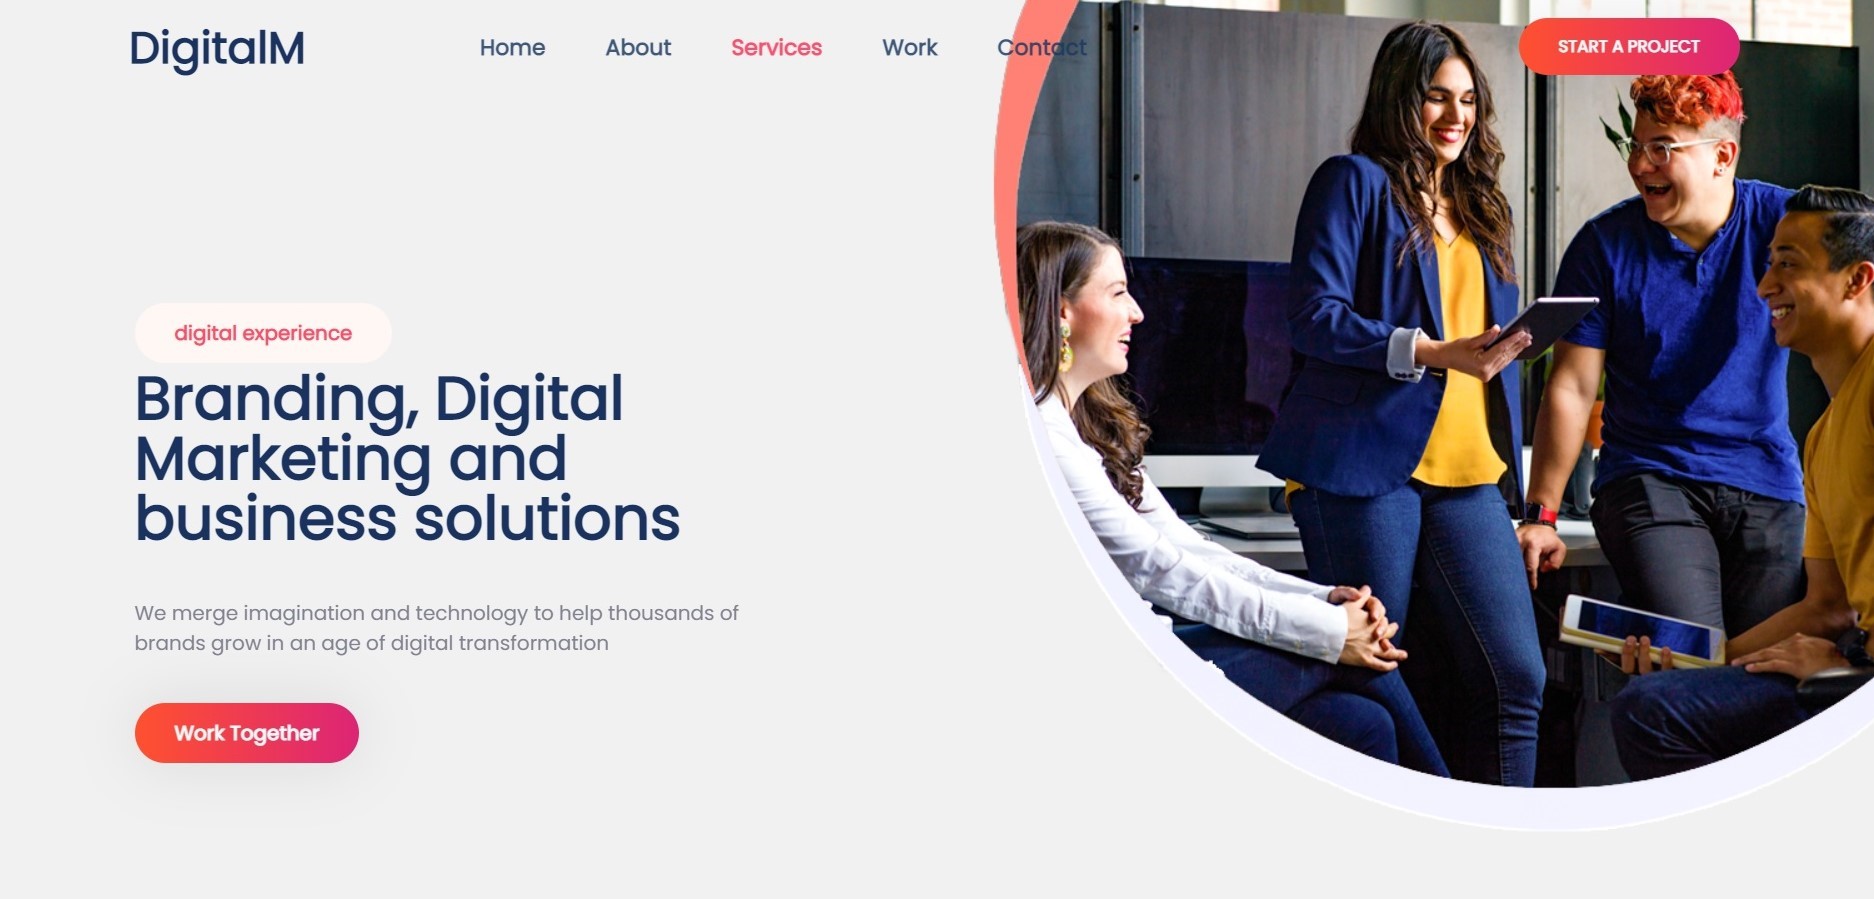 DigitalM
Home
About
Services
Work
Contact
START A PROJECT
digital experience
Branding, Digital
Marketing and
business solutions
We merge imagination and technology to help thousands of
brands grow in an age of digital transformation
Work Together